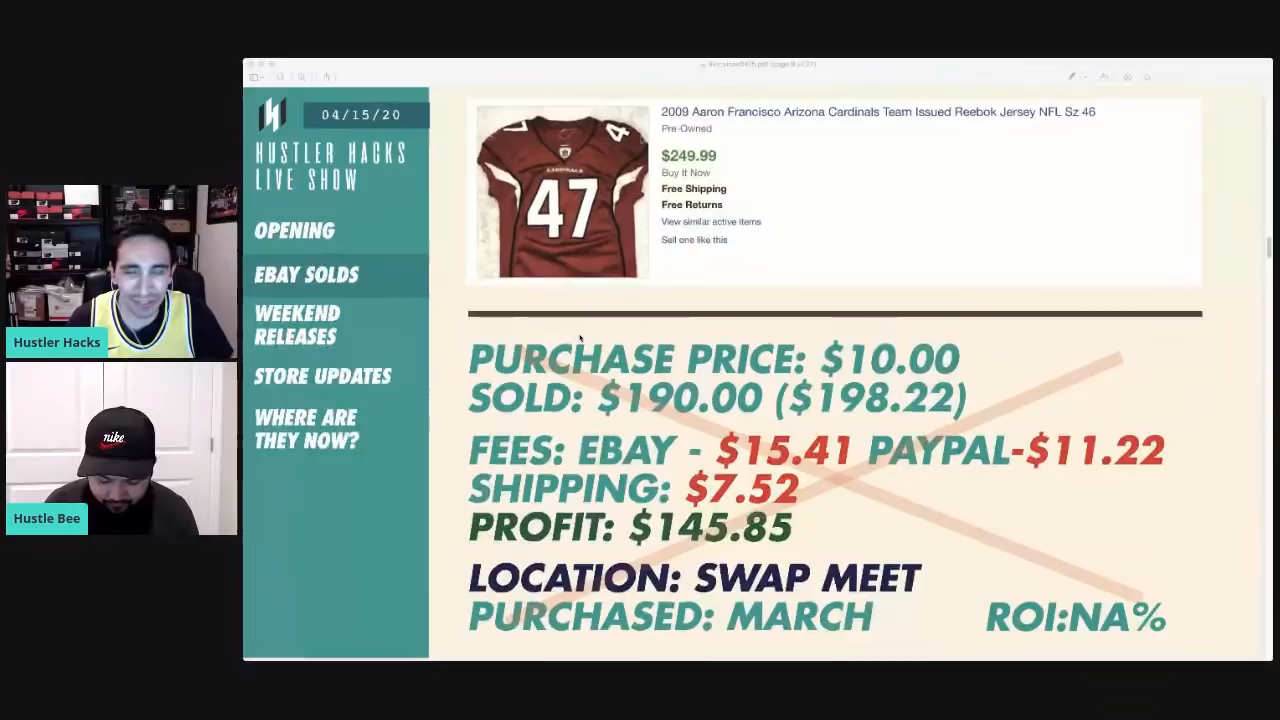 04/15/20
HUSTLER HACKS
LIVE SHOW
OPENING
EBAY SOLDS
WEEKEND
RELEASES
STORE UPDATES
WHERE ARE
THEY NOW?
Hustler Hacks
nike
Hustle Bee
47
4
CARDINALS
47
2009 Aaron Francisco Arizona Cardinals Team Issued Reebok Jersey NFL Sz 46
Pre-Owned
$249.99
Buy It Now
Free Shipping
Free Returns
View similar active items
Sell one like this
PURCHASE PRICE: $10.00
SOLD: $190.00 ($198.22)
FEES: EBAY - $15.41 PAYPAL-$11.22
SHIPPING: $7.52
PROFIT: $145.85
LOCATION: SWAP MEET
PURCHASED: MARCH ROI:NA%